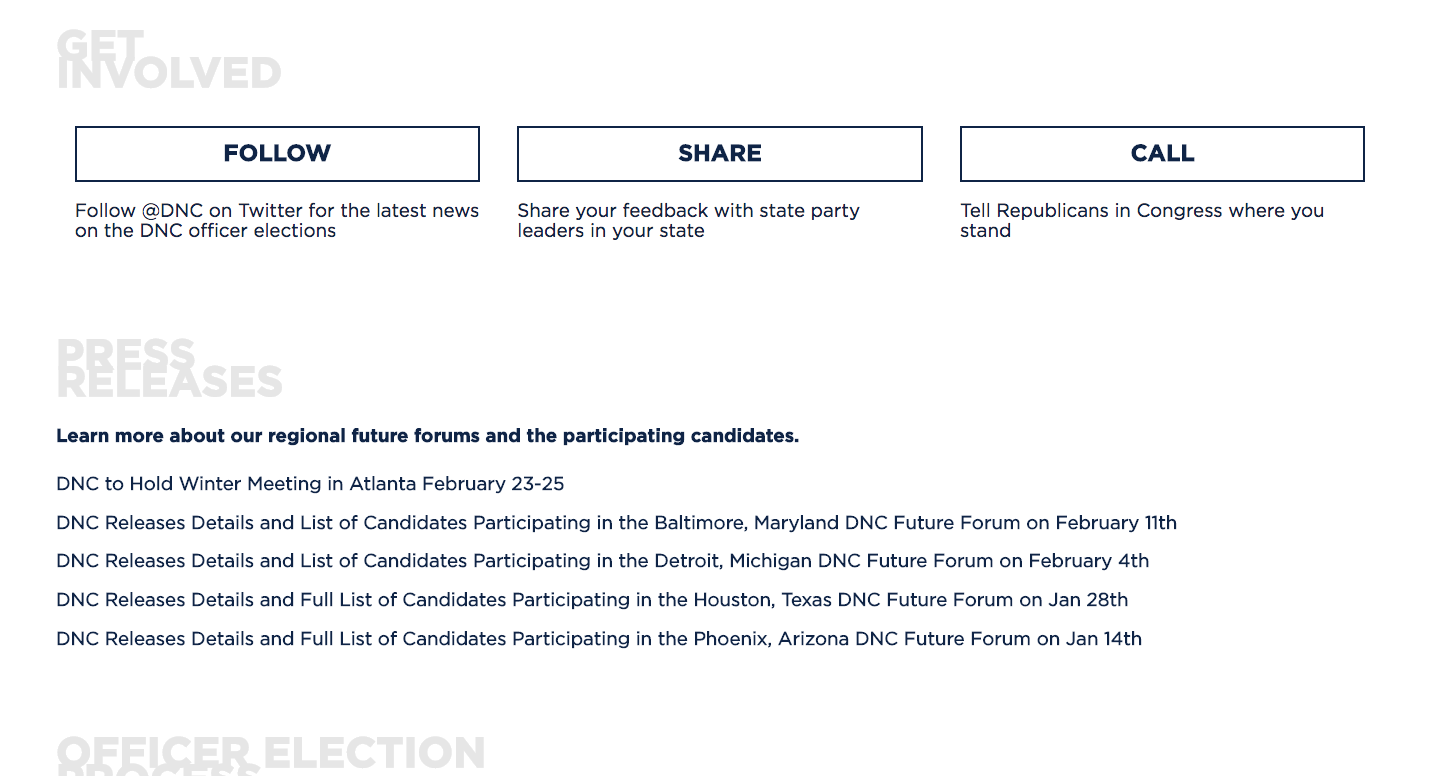 GET
INVOLVED
FOLLOW
SHARE
CALL
Follow @DNC on Twitter for the latest news
on the DNC officer elections
Share your feedback with state party
leaders in your state
Tell Republicans in Congress where you
stand
PRESS
RELEASES
Learn more about our regional future forums and the participating candidates.
DNC to Hold Winter Meeting in Atlanta February 23-25
DNC Releases Details and List of Candidates Participating in the Baltimore, Maryland DNC Future Forum on February 11th
DNC Releases Details and List of Candidates Participating in the Detroit, Michigan DNC Future Forum on February 4th
DNC Releases Details and Full List of Candidates Participating in the Houston, Texas DNC Future Forum on Jan 28th
DNC Releases Details and Full List of Candidates Participating in the Phoenix, Arizona DNC Future Forum on Jan 14th
OFFICER ELECTION
PROCESS